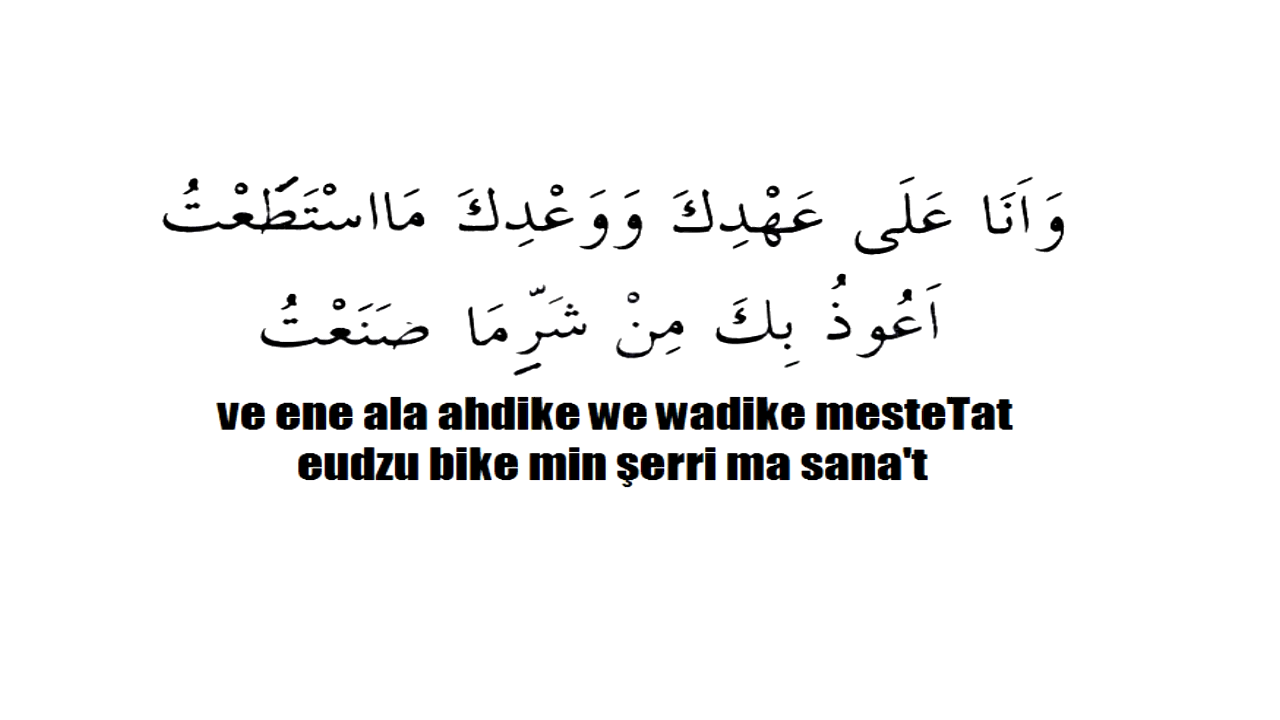 وَاَنَا عَلَى عَهْدِكَ وَوَعْدِكَ مَااسْتَطَعْتُ
اَعُوذُ بِكَ مِنْ شَرِّمَا صَنَعْتُ
ve ene ala ahdike we wadike mesteTat
eudzu bike min şerri ma sana't